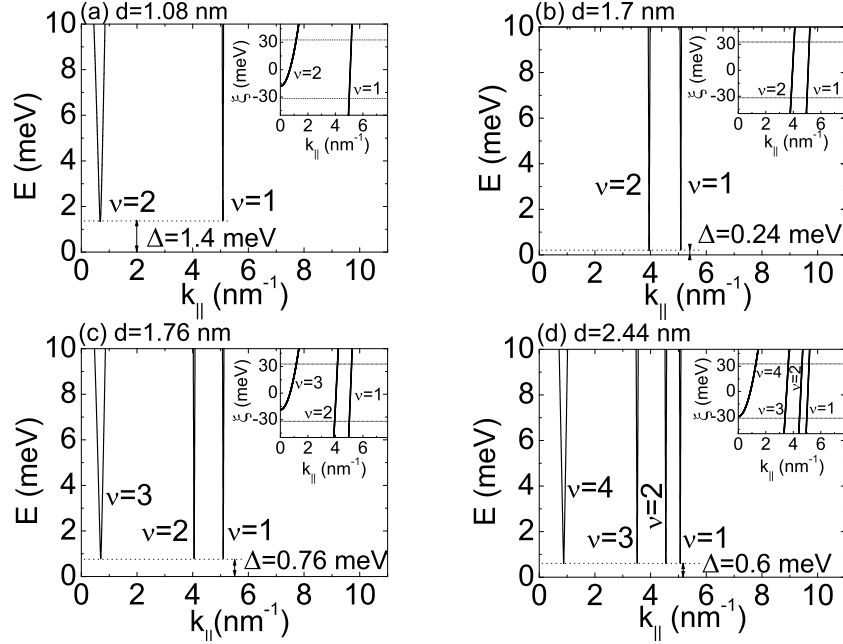 (a) d=1.08 nm
10
8
6
4
2
0
E (meV)
0 2 4 6 8 10
k|| (nm-1)
ν=2
ν=1
Δ=1.4 meV
30
0
-30
ξ (meV)
0 2 4 6
k|| (nm-1)
ν=2
ν=1
(b) d=1.7 nm
10
8
6
4
2
0
E (meV)
0 2 4 6 8 10
k|| (nm-1)
ν=2
ν=1
Δ=0.24 meV
30
0
-30
ξ (meV)
0 2 4 6
k|| (nm-1)
ν=2
ν=1
(c) d=1.76 nm
10
8
6
4
2
0
E (meV)
0 2 4 6 8 10
k||(nm-1)
ν=3
ν=2
ν=1
Δ=0.76 meV
30
0
-30
ξ (meV)
0 2 4 6
k|| (nm-1)
ν=3
ν=2
ν=1
(d) d=2.44 nm
10
8
6
4
2
0
E (meV)
0 2 4 6 8 10
k|| (nm-1)
ν=4
ν=3
ν=2
ν=1
Δ=0.6 meV
30
0
-30
ξ (meV)
0 2 4 6
k|| (nm-1)
ν=4
ν=2
ν=3
ν=1